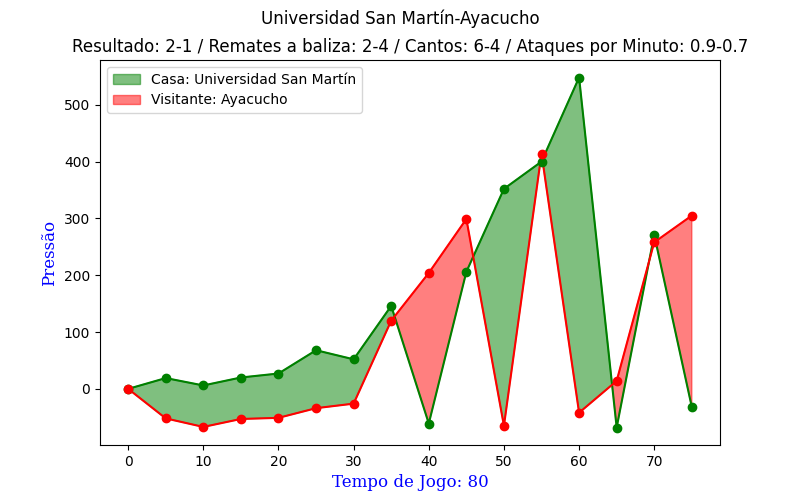 Universidad San Martín-Ayacucho
Resultado: 2-1 / Remates a baliza: 2-4 / Cantos: 6-4 / Ataques por Minuto: 0.9-0.7
Casa: Universidad San Martín
Visitante: Ayacucho
500
400
300
200
100
0
Pressão
0 10 20 30 40 50 60 70
Tempo de Jogo: 80